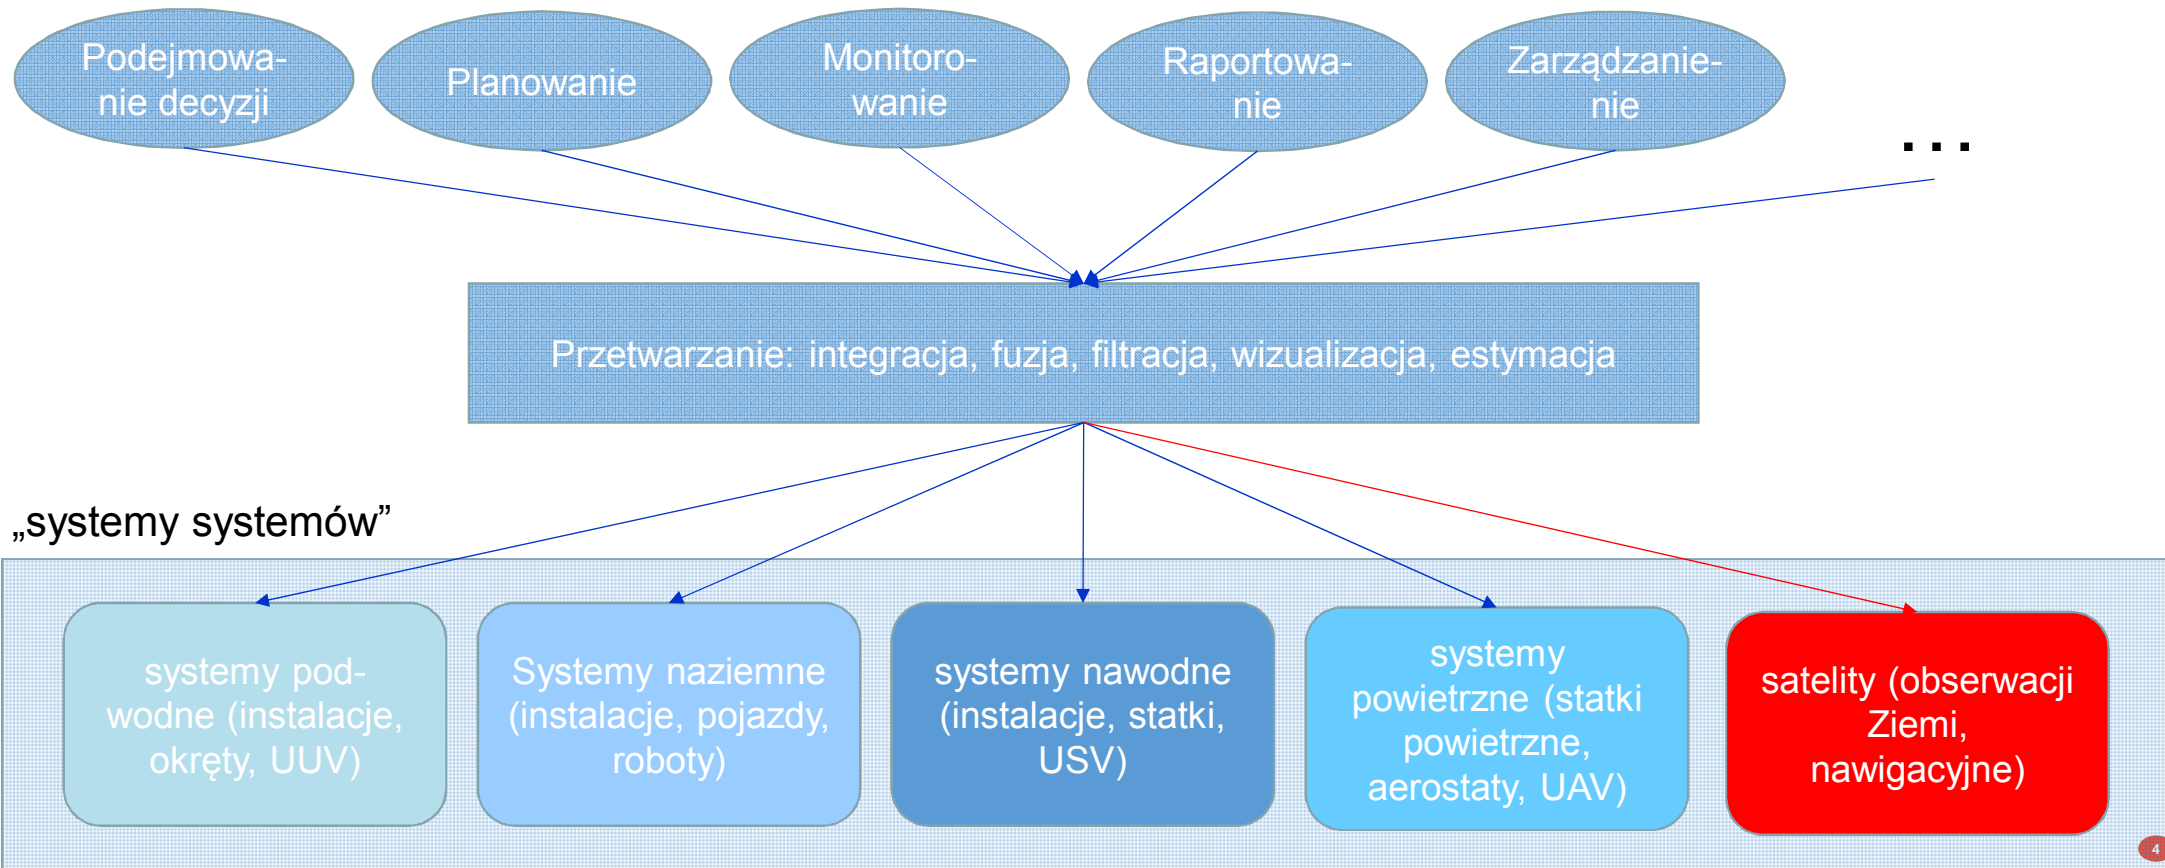 Podejmowa-
nie decyzji
Planowanie
Monitoro-
wanie
Raportowa-
nie
Zarządzanie-
nie
...
Przetwarzanie: integracja, fuzja, filtracja, wizualizacja, estymacja
„systemy systemów”
systemy pod-
wodne (instalacje,
okręty, UUV)
Systemy naziemne
(instalacje, pojazdy,
roboty)
systemy nawodne
(instalacje, statki,
USV)
systemy
powietrzne (statki
powietrzne,
aerostaty, UAV)
satelity (obserwacji
Ziemi,
nawigacyjne)
4